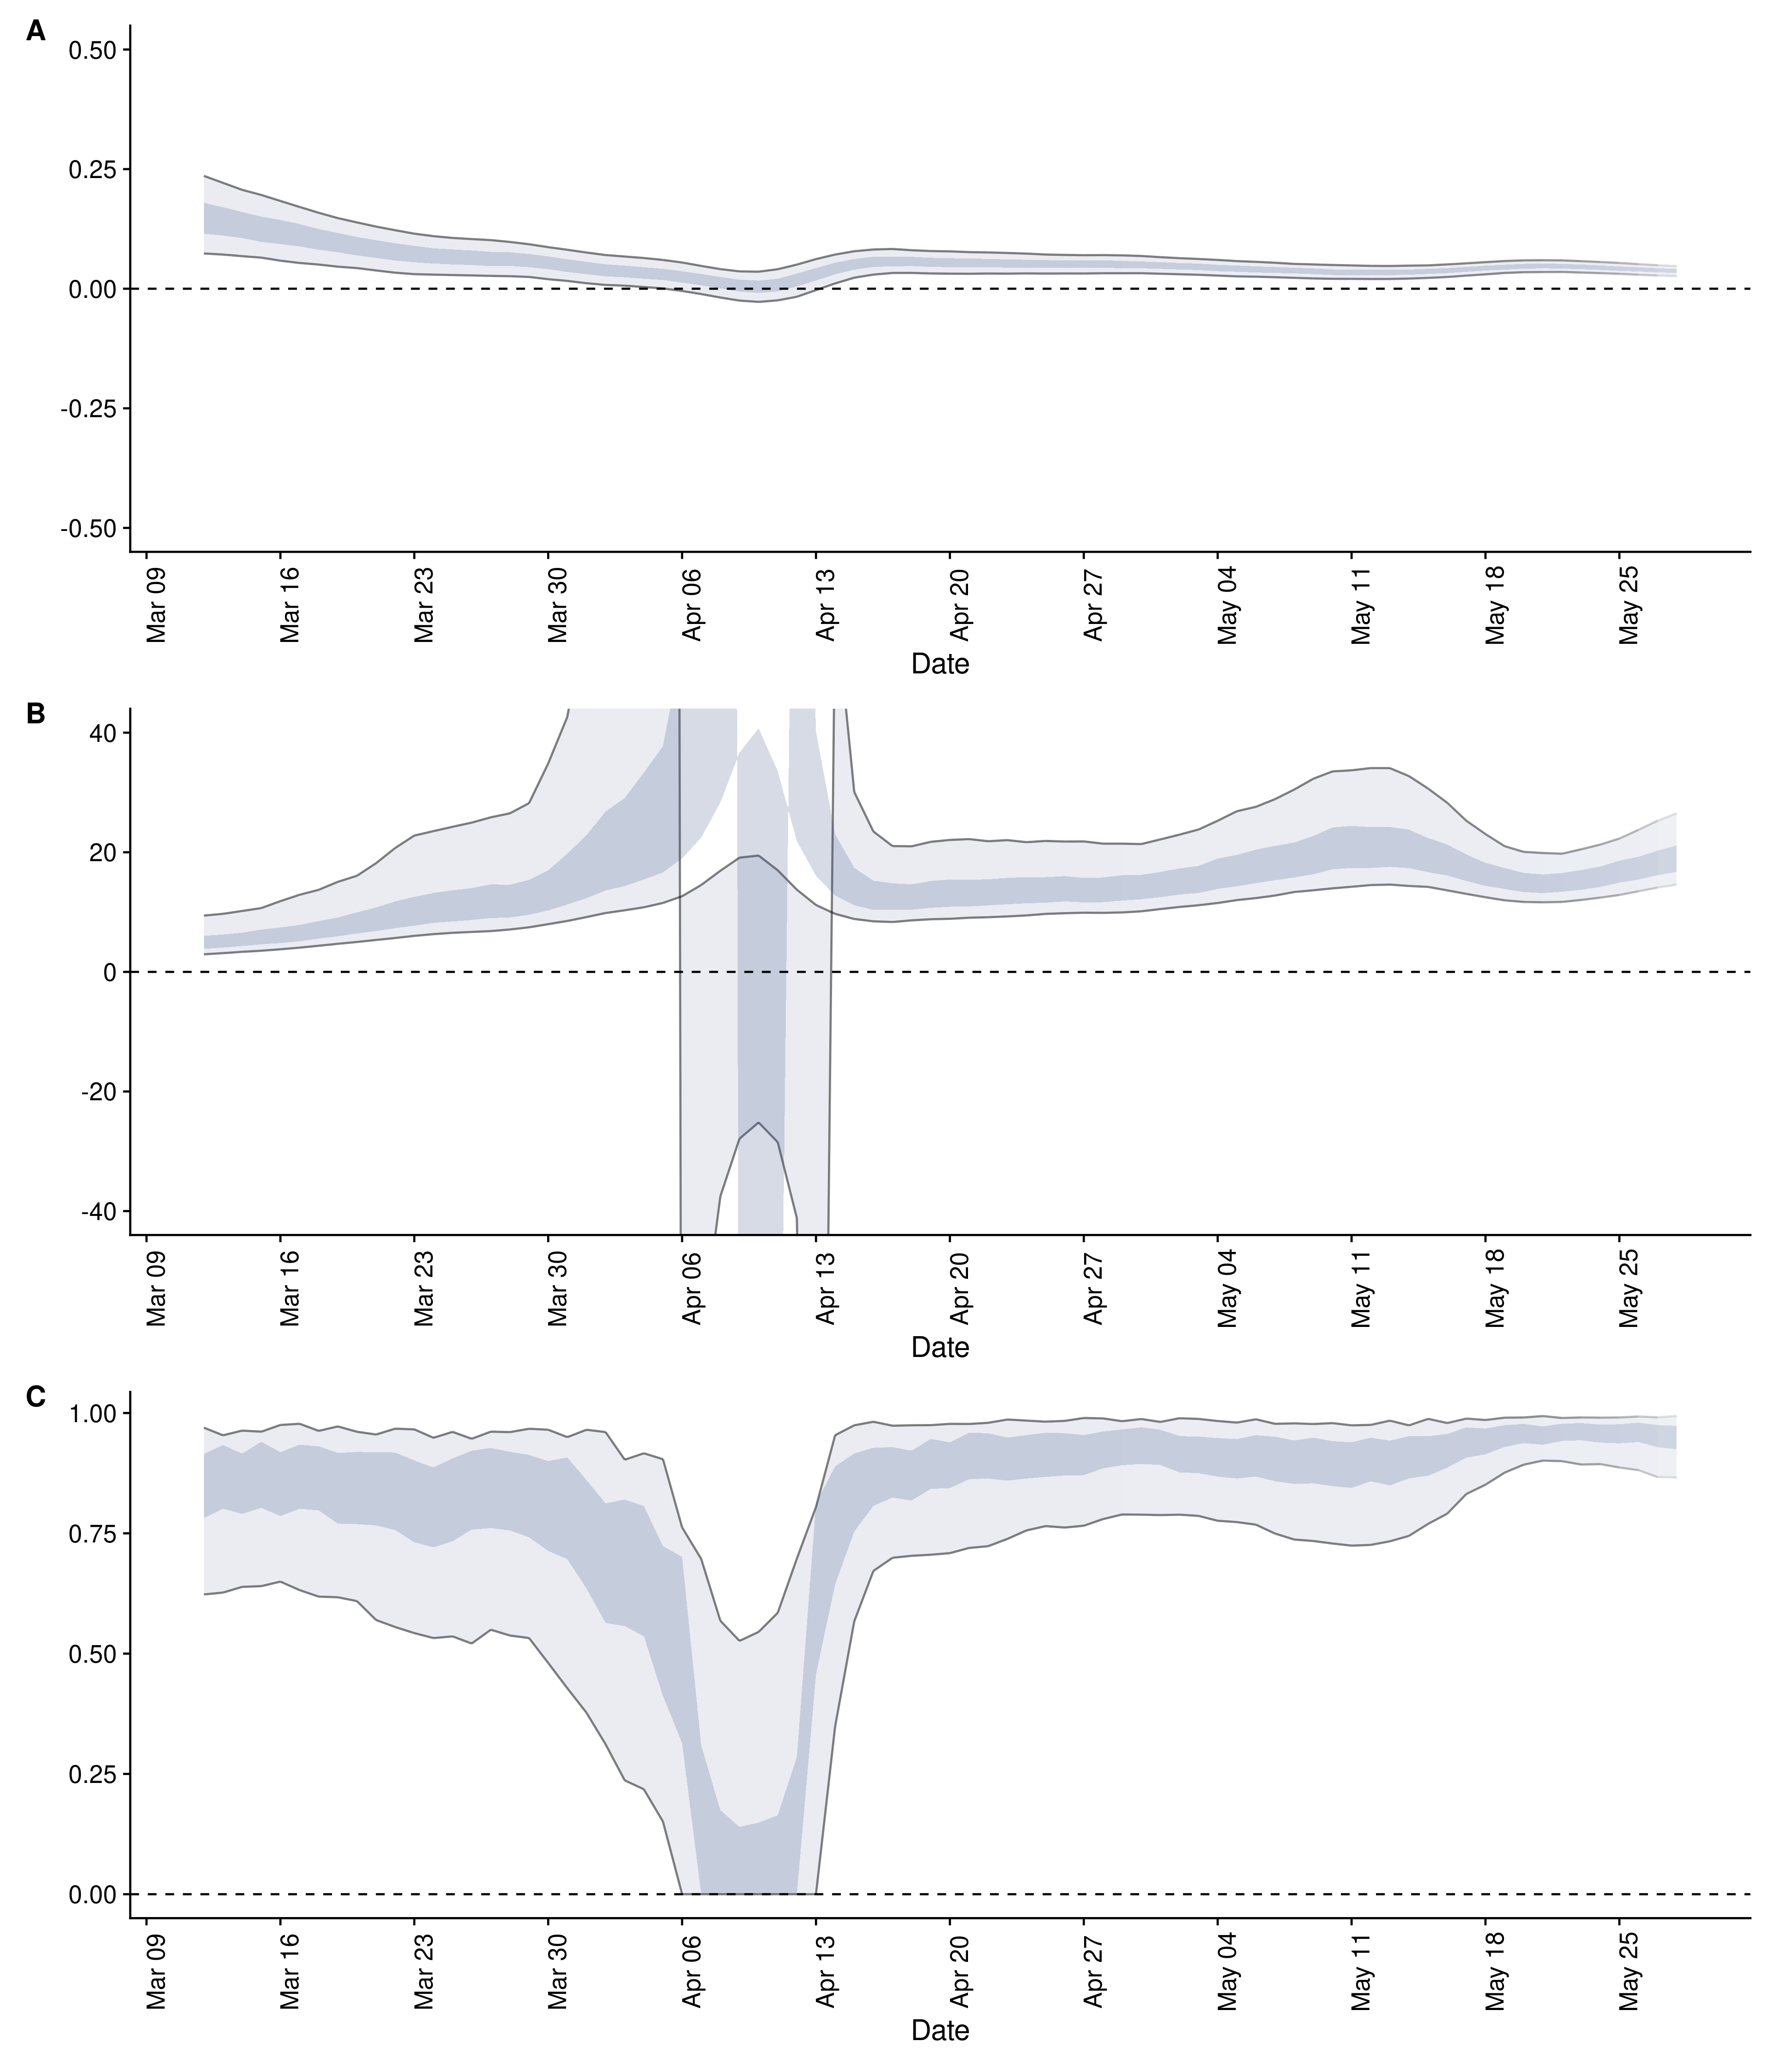 A
0.50
0.25
0.00
-0.25
-0.50
Mar 09
Mar 16
Mar 23
Mar 30
Apr 06
Apr 13
Apr 20
Apr 27
May 04
May 11
May 18
May 25
Date
B
40
20
0
-20
-40
Mar 09
Mar 16
Mar 23
Mar 30
Apr 06
Apr 13
Apr 20
Apr 27
May 04
May 11
May 18
May 25
Date
C
1.00
0.75
0.50
0.25
0.00
Mar 09
Mar 16
Mar 23
Mar 30
Apr 06
Apr 13
Apr 20
Apr 27
May 04
May 11
May 18
May 25
Date